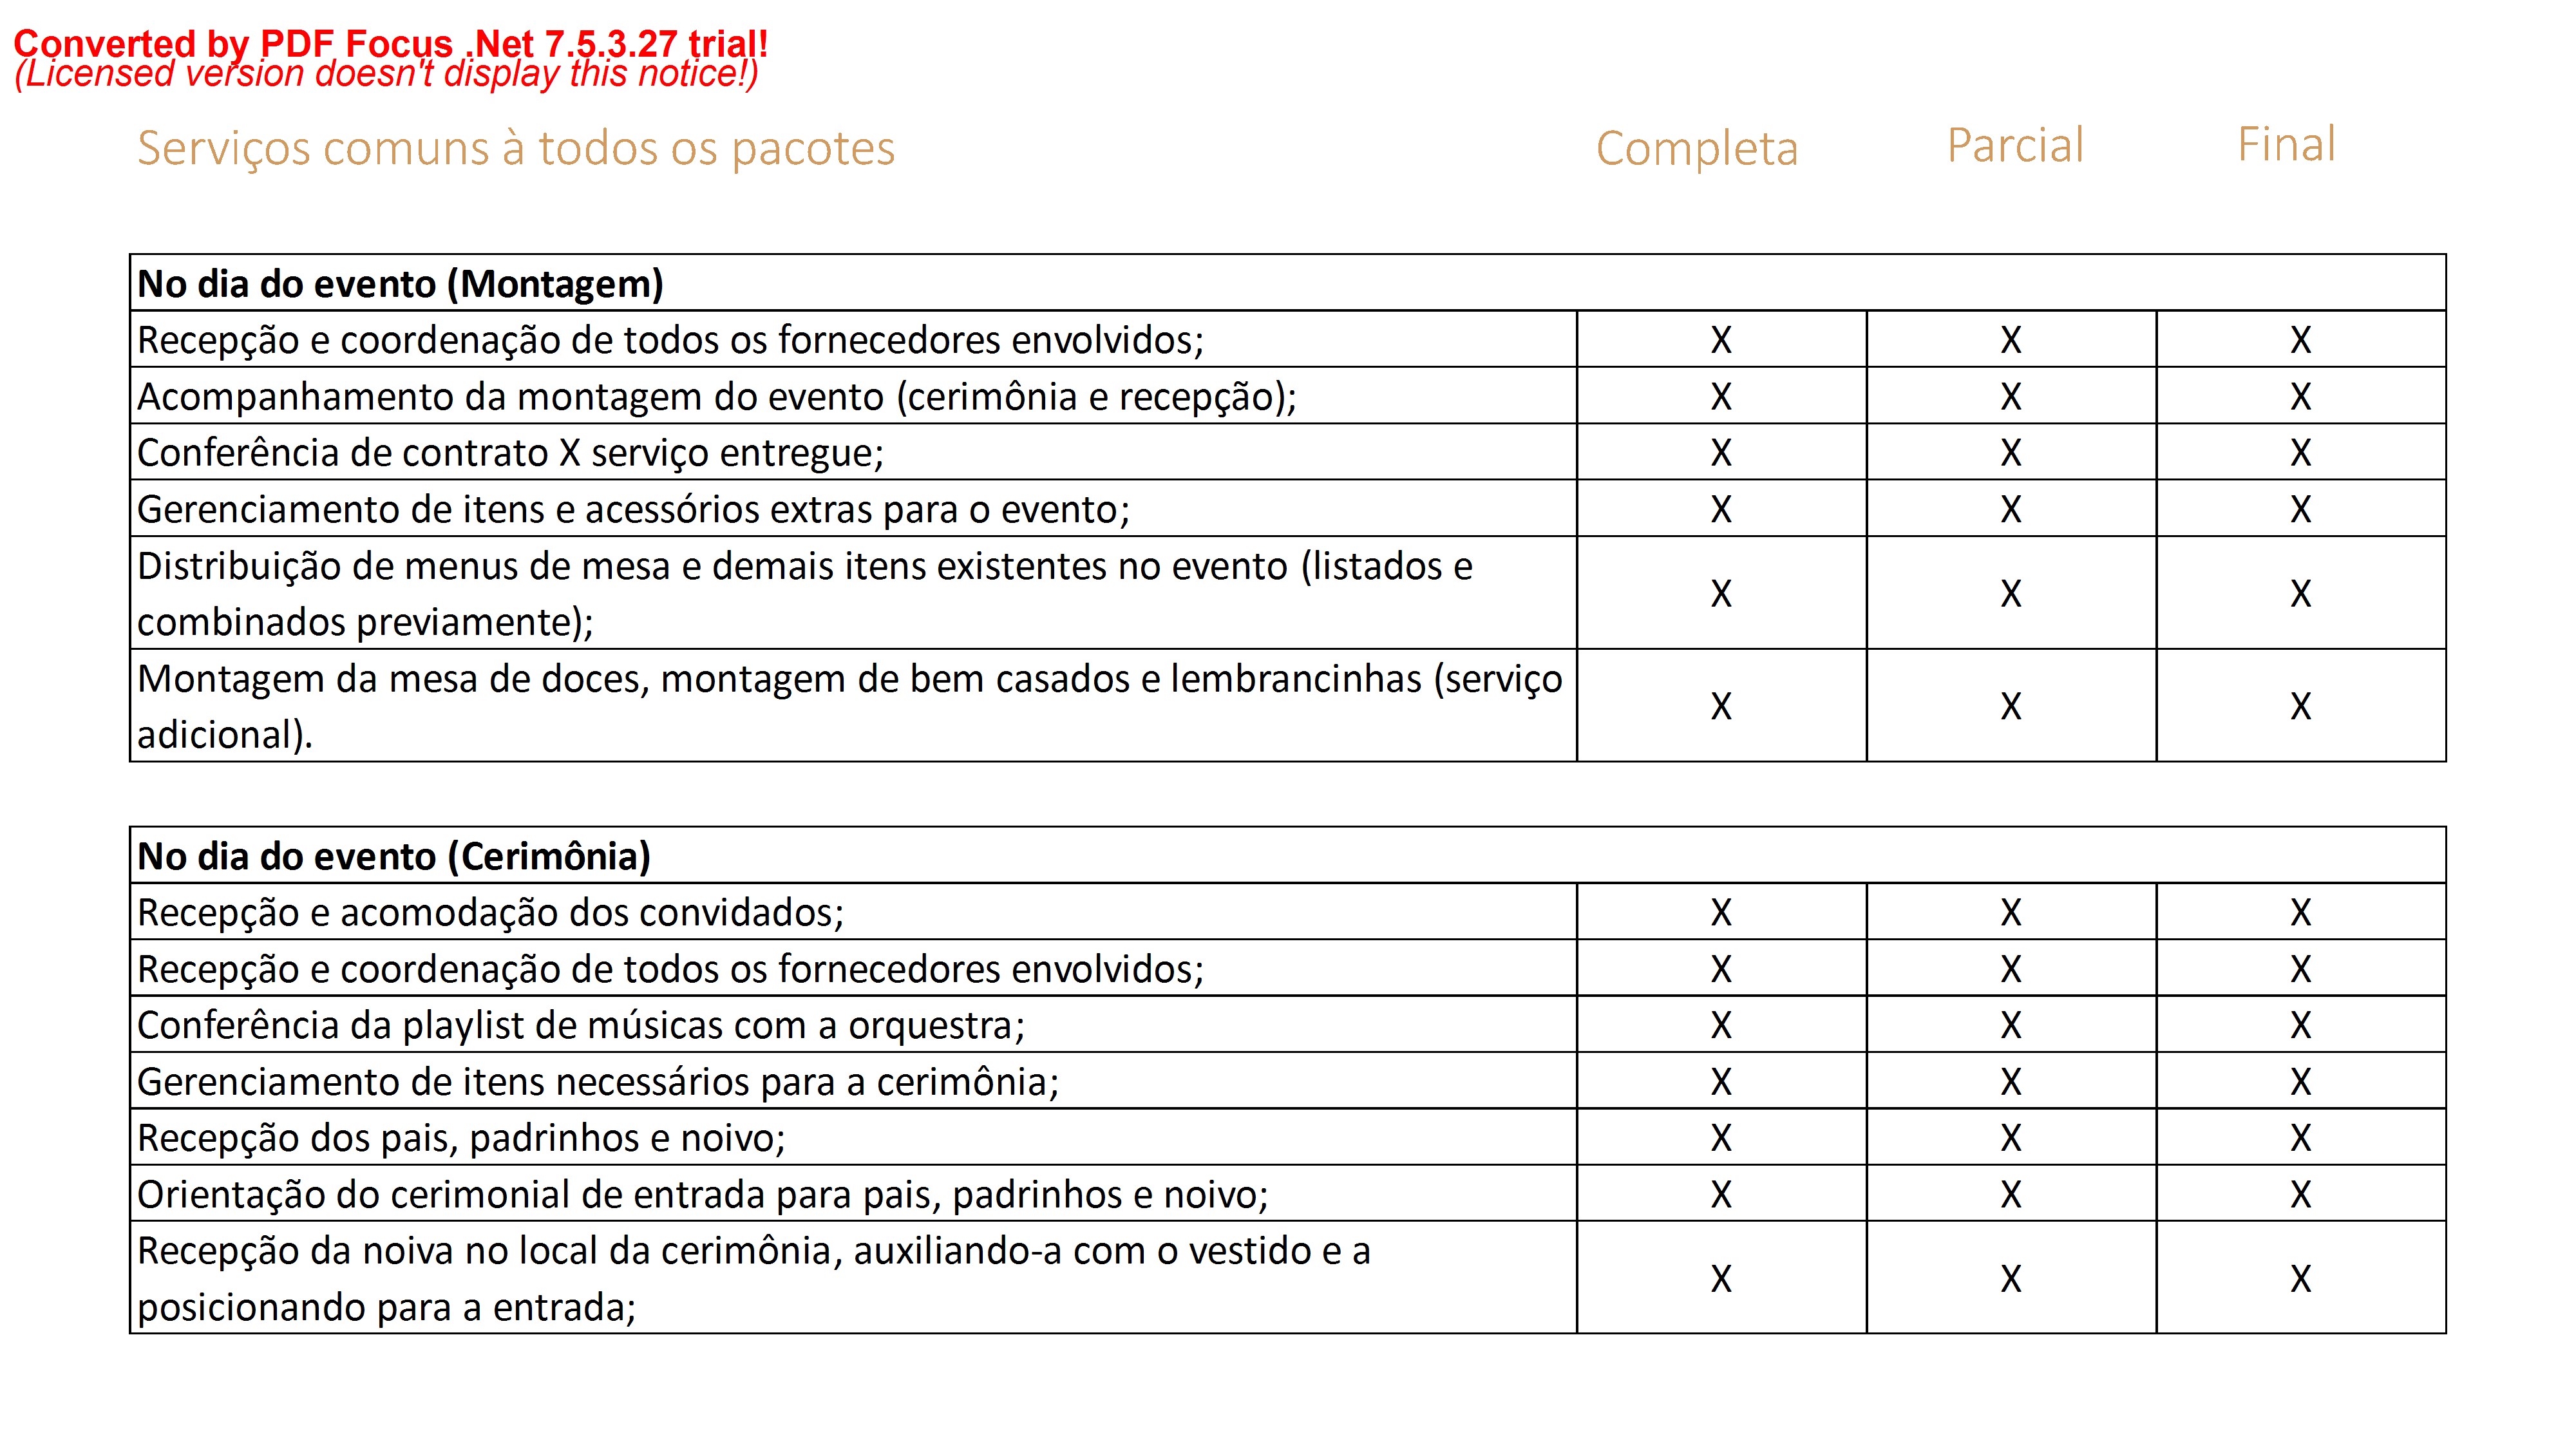 Converted by PDF Focus .Net 7.5.3.27 trial!
(Licensed version doesn't display this notice!)
Serviços comuns à todos os pacotes Completa Parcial Final
No dia do evento (Montagem)
Recepção e coordenação de todos os fornecedores envolvidos; X X X
Acompanhamento da montagem do evento (cerimônia e recepção); X X X
Conferência de contrato X serviço entregue; X X X
Gerenciamento de itens e acessórios extras para o evento; X X X
Distribuição de menus de mesa e demais itens existentes no evento (listados e
combinados previamente); X X X
Montagem da mesa de doces, montagem de bem casados e lembrancinhas (serviço
adicional). X X X
No dia do evento (Cerimônia)
Recepção e acomodação dos convidados; X X X
Recepção e coordenação de todos os fornecedores envolvidos; X X X
Conferência da playlist de músicas com a orquestra; X X X
Gerenciamento de itens necessários para a cerimônia; X X X
Recepção dos pais, padrinhos e noivo; X X X
Orientação do cerimonial de entrada para pais, padrinhos e noivo; X X X
Recepção da noiva no local da cerimônia, auxiliando-a com o vestido e a
posicionando para a entrada; X X X